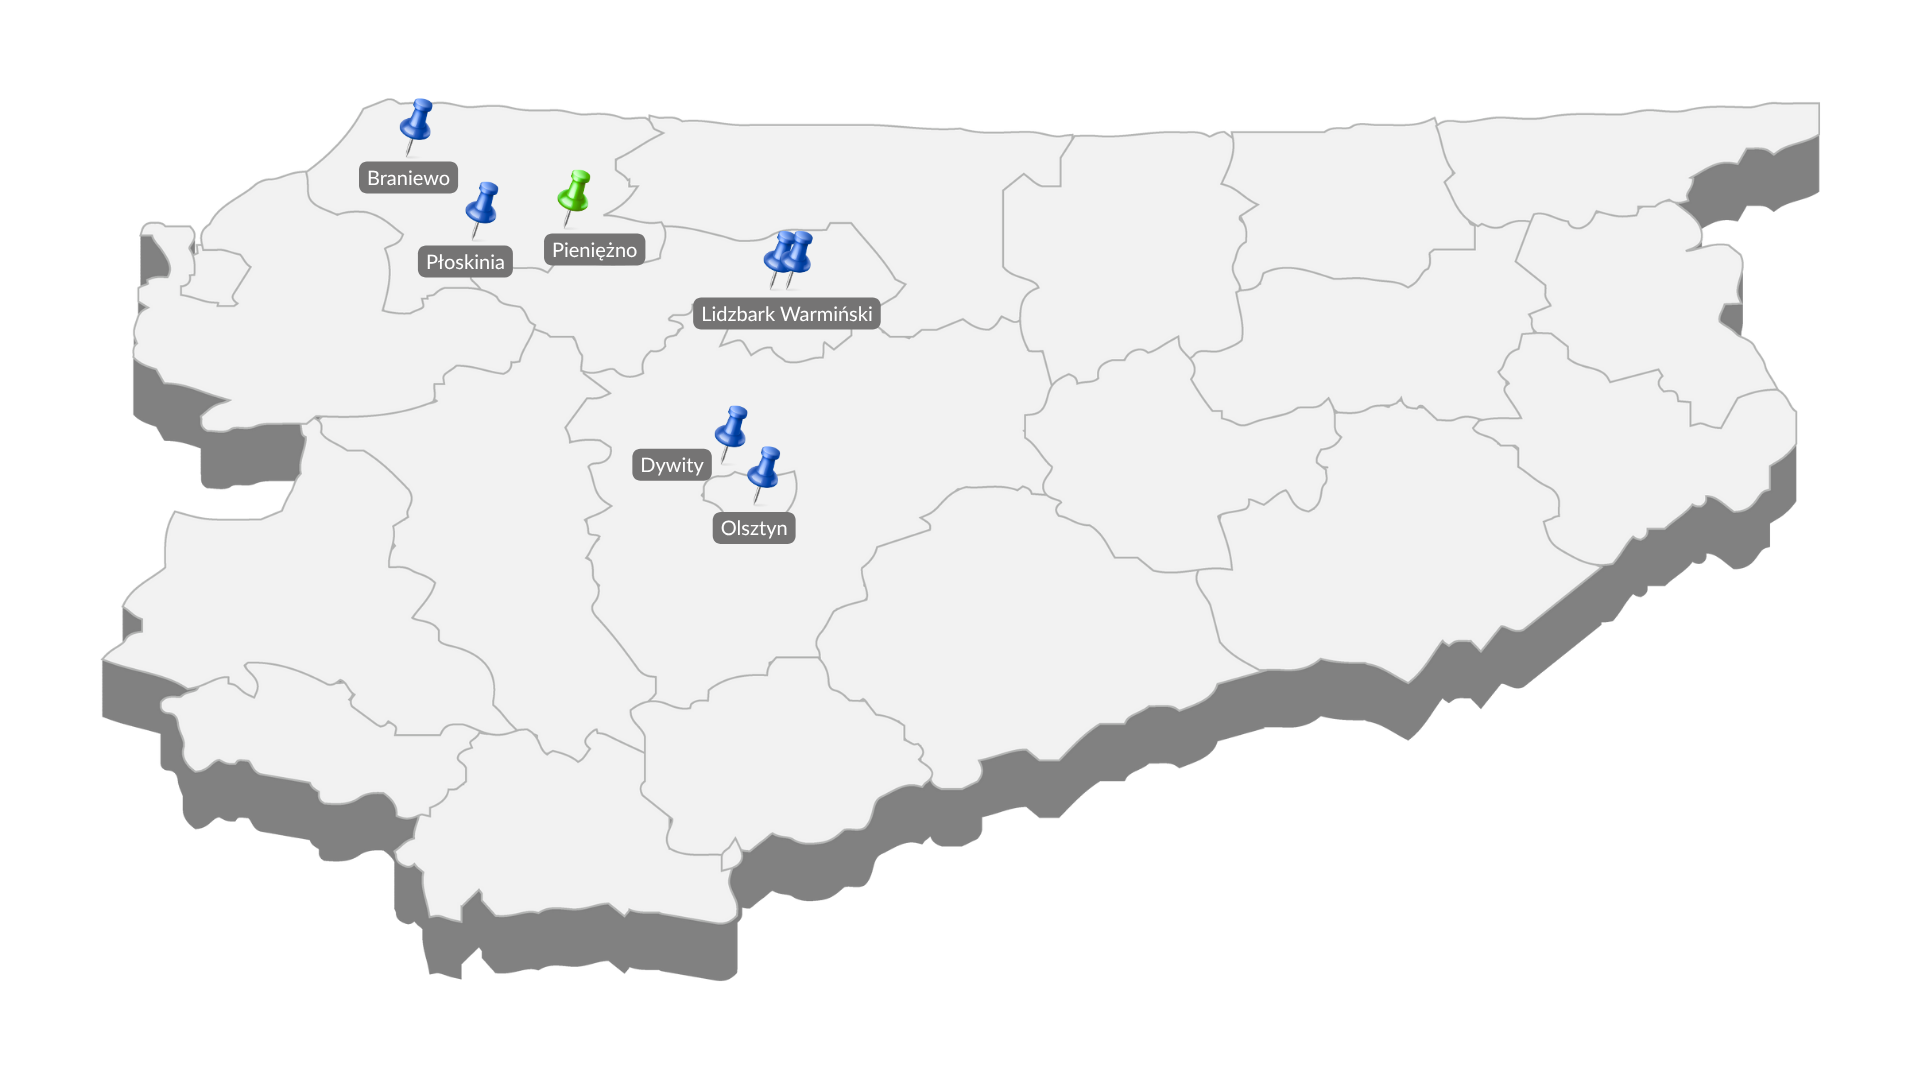 Braniewo
Płoskinia
Pieniężno
Lidzbark Warmiński
Dywity
Olsztyn